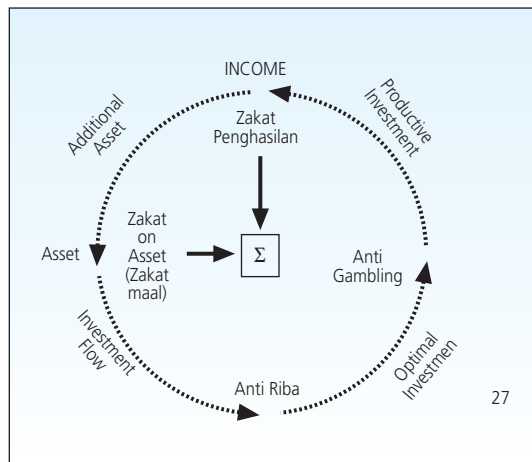 INCOME
Zakat
Penghasilan
Additional
Asset
Productive
Investment
Asset
Zakat
on
Asset
(Zakat
maal)
Σ
Anti
Gambling
Investment
Flow
Anti Riba
Optimal
Investmen
27